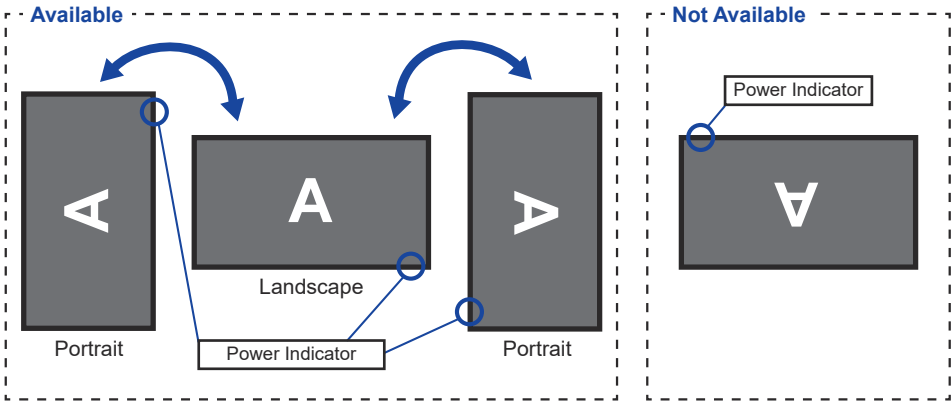 Available
Not Available
Power Indicator
A
A
A
A
Landscape
Power Indicator
Portrait
Portrait